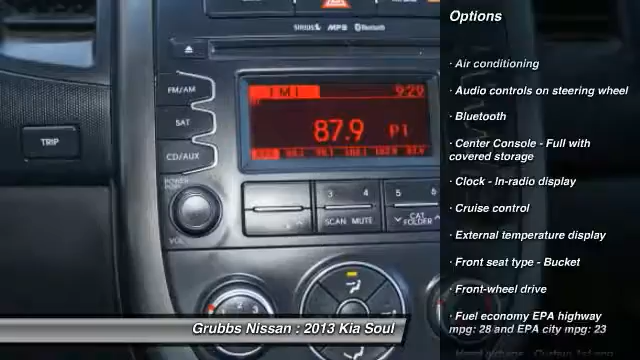 Options
SIRIUS MP3 Bluetooth
· Air conditioning
FM/AM
FM1 9:29
· Audio controls on steering wheel
· Bluetooth
SAT
87.9 P1
TRIP
· Center Console - Full with
covered storage
CD/AUX
· Clock - In-radio display
POWER
VOL
3 4
5 6
SCAN MUTE
CAT
FOLDER
· Cruise control
· External temperature display
· Front seat type - Bucket
· Front-wheel drive
· Fuel economy EPA highway
mpg: 28 and EPA city mpg: 23
Grubbs Nissan : 2013 Kia Soul